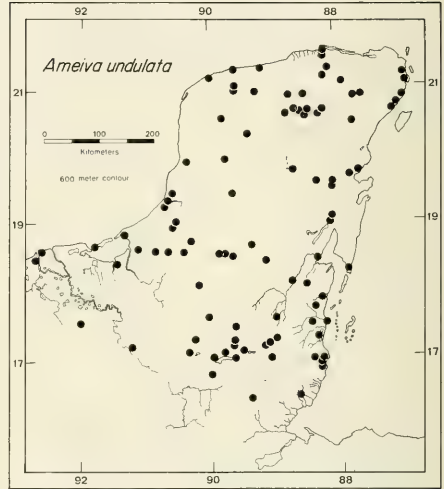 92 90 88
Ameiva undulata
21 21
0 100 200
Kilometers
600 meter contour
19 19
17 17
92 90 88